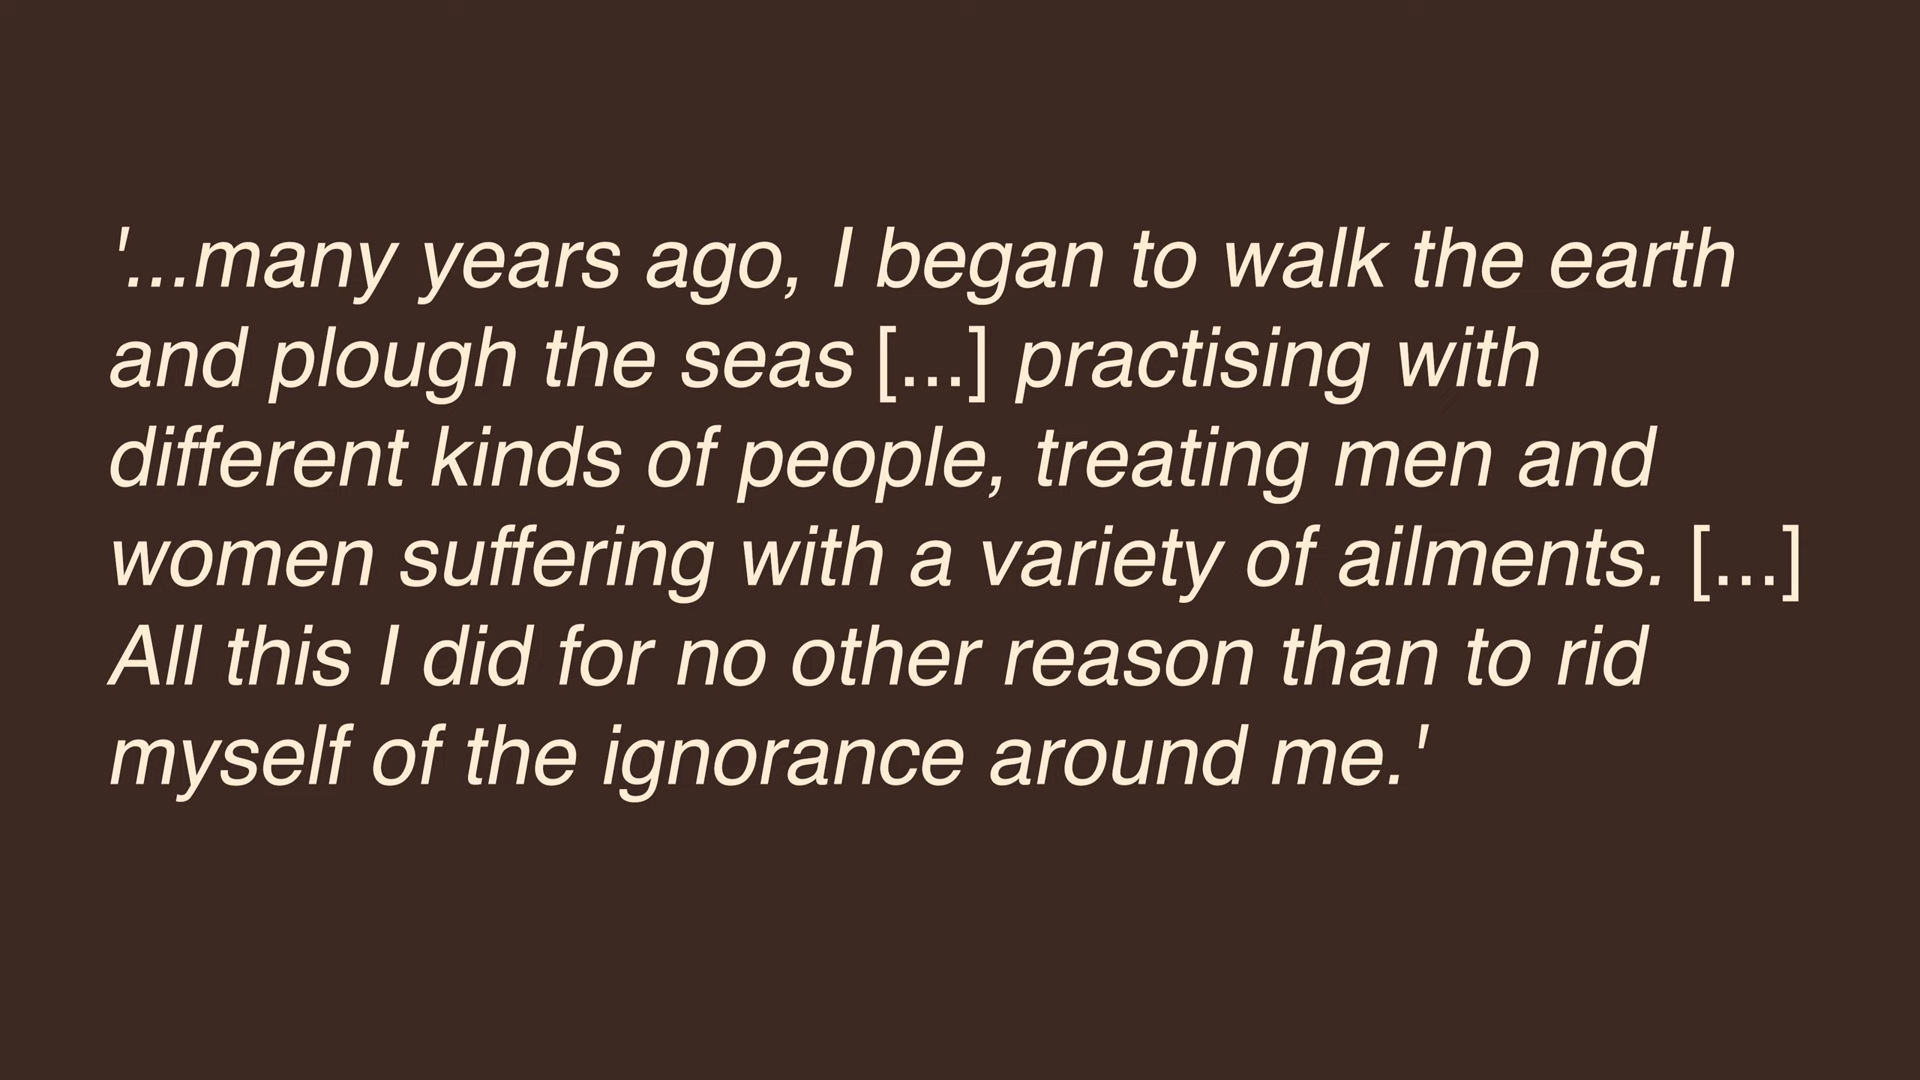 '...many years ago, I began to walk the earth
and plough the seas [...] practising with
different kinds of people, treating men and
women suffering with a variety of ailments. [...]
All this I did for no other reason than to rid
myself of the ignorance around me.'